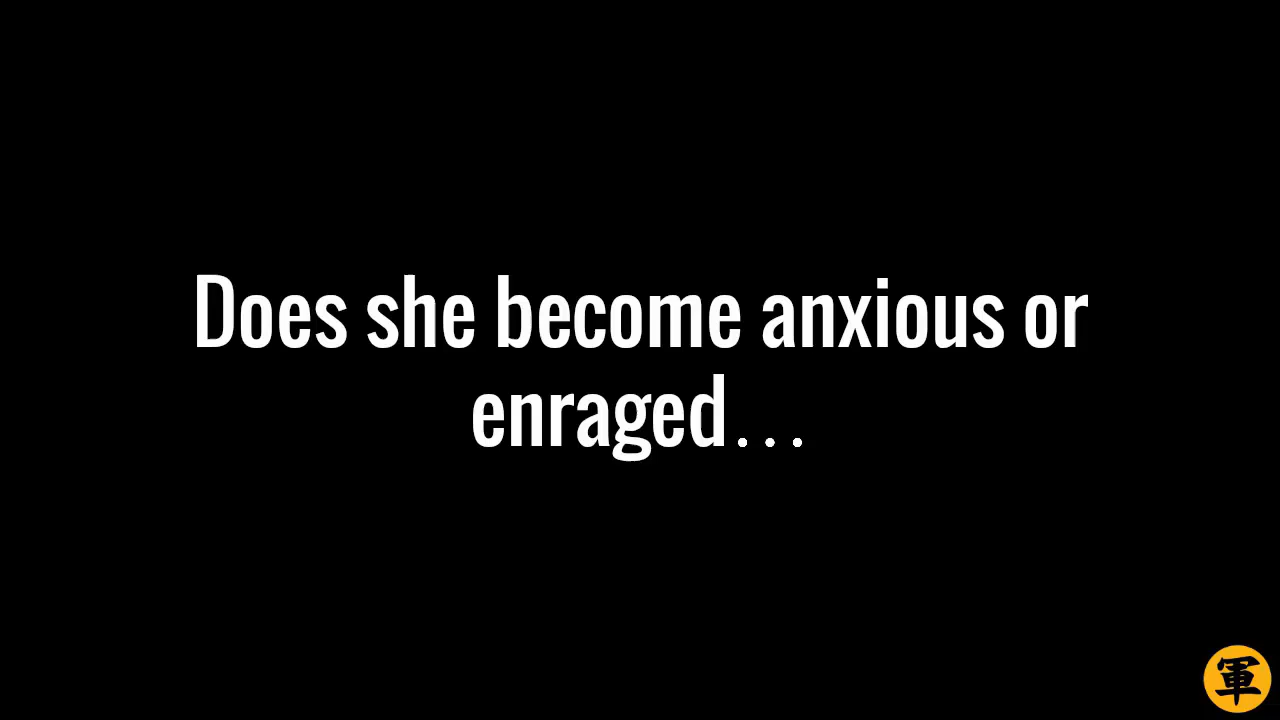 Does she become anxious or
enraged…
軍